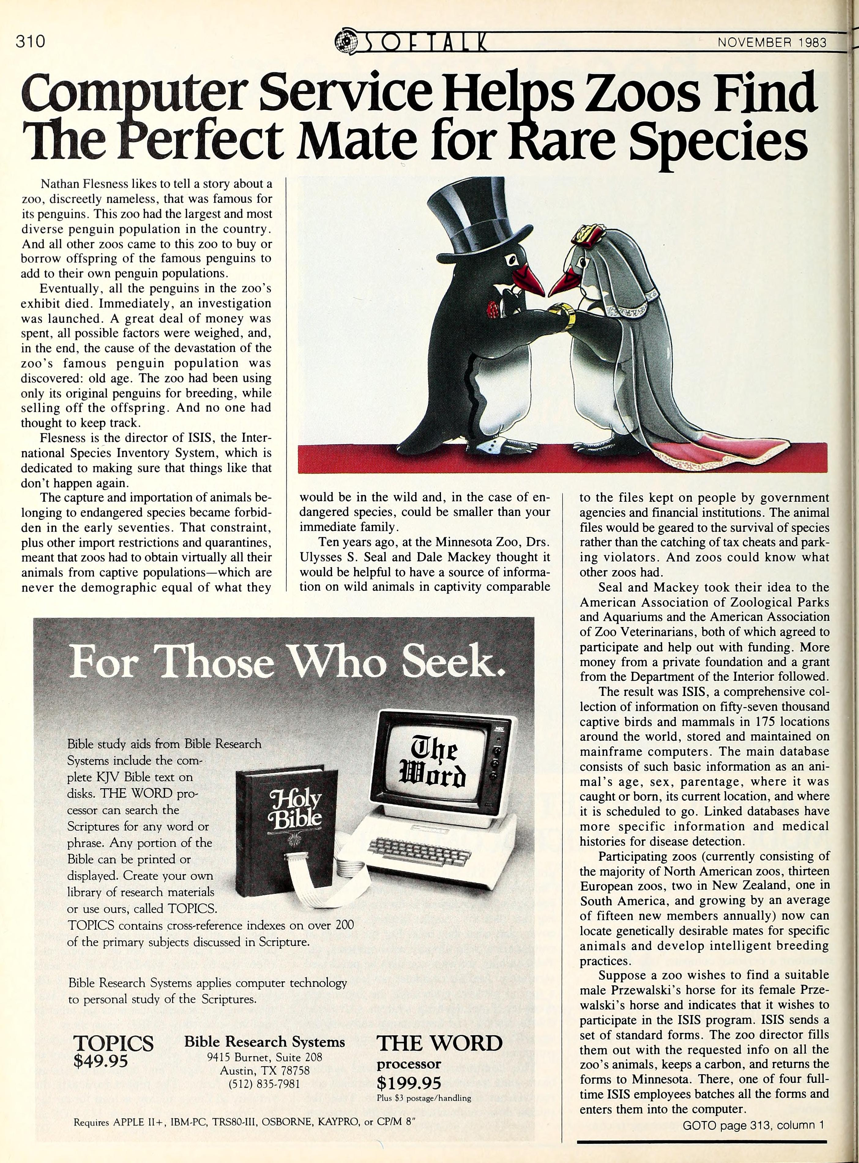 310
SOFTALK
NOVEMBER 1983
Computer Service Helps Zoos Find
The Perfect Mate for Rare Species
Nathan Flesness likes to tell a story about a
zoo, discreetly nameless, that was famous for
its penguins. This zoo had the largest and most
diverse penguin population in the country.
And all other zoos came to this zoo to buy or
borrow offspring of the famous penguins to
add to their own penguin populations.
Eventually, all the penguins in the zoo's
exhibit died. Immediately, an investigation
was launched. A great deal of money was
spent, all possible factors were weighed, and,
in the end, the cause of the devastation of the
zoo's famous penguin population was
discovered: old age. The zoo had been using
only its original penguins for breeding, while
selling off the offspring. And no one had
thought to keep track.
Flesness is the director of ISIS, the Inter-
national Species Inventory System, which is
dedicated to making sure that things like that
don't happen again.
The capture and importation of animals be-
longing to endangered species became forbid-
den in the early seventies. That constraint,
plus other import restrictions and quarantines,
meant that zoos had to obtain virtually all their
animals from captive populations—which are
never the demographic equal of what they
would be in the wild and, in the case of en-
dangered species, could be smaller than your
immediate family.
Ten years ago, at the Minnesota Zoo, Drs.
Ulysses S. Seal and Dale Mackey thought it
would be helpful to have a source of informa-
tion on wild animals in captivity comparable
to the files kept on people by government
agencies and financial institutions. The animal
files would be geared to the survival of species
rather than the catching of tax cheats and park-
ing violators. And zoos could know what
other zoos had.
Seal and Mackey took their idea to the
American Association of Zoological Parks
and Aquariums and the American Association
of Zoo Veterinarians, both of which agreed to
participate and help out with funding. More
money from a private foundation and a grant
from the Department of the Interior followed.
The result was ISIS, a comprehensive col-
lection of information on fifty-seven thousand
captive birds and mammals in 175 locations
around the world, stored and maintained on
mainframe computers. The main database
consists of such basic information as an ani-
mal's age, sex, parentage, where it was
caught or born, its current location, and where
it is scheduled to go. Linked databases have
more specific information and medical
histories for disease detection.
Participating zoos (currently consisting of
the majority of North American zoos, thirteen
European zoos, two in New Zealand, one in
South America, and growing by an average
of fifteen new members annually) now can
locate genetically desirable mates for specific
animals and develop intelligent breeding
practices.
Suppose a zoo wishes to find a suitable
male Przewalski's horse for its female Prze-
walski's horse and indicates that it wishes to
participate in the ISIS program. ISIS sends a
set of standard forms. The zoo director fills
them out with the requested info on all the
zoo's animals, keeps a carbon, and returns the
forms to Minnesota. There, one of four full-
time ISIS employees batches all the forms and
enters them into the computer.
GOTO page 313, column 1
For Those Who Seek.
Bible study aids from Bible Research
Systems include the com-
plete KJV Bible text on
disks. THE WORD pro-
cessor can search the
Scriptures for any word or
phrase. Any portion of the
Bible can be printed or
displayed. Create your own
library of research materials
or use ours, called TOPICS.
TOPICS contains cross-reference indexes on over 200
of the primary subjects discussed in Scripture.
Holy
Bible
The
Word
Bible Research Systems applies computer technology
to personal study of the Scriptures.
TOPICS
$49.95
Bible Research Systems
9415 Burnet, Suite 208
Austin, TX 78758
(512) 835-7981
THE WORD
processor
$199.95
Plus $3 postage/handling
Requires APPLE II+, IBM-PC, TRS80-III, OSBORNE, KAYPRO, or CP/M 8"